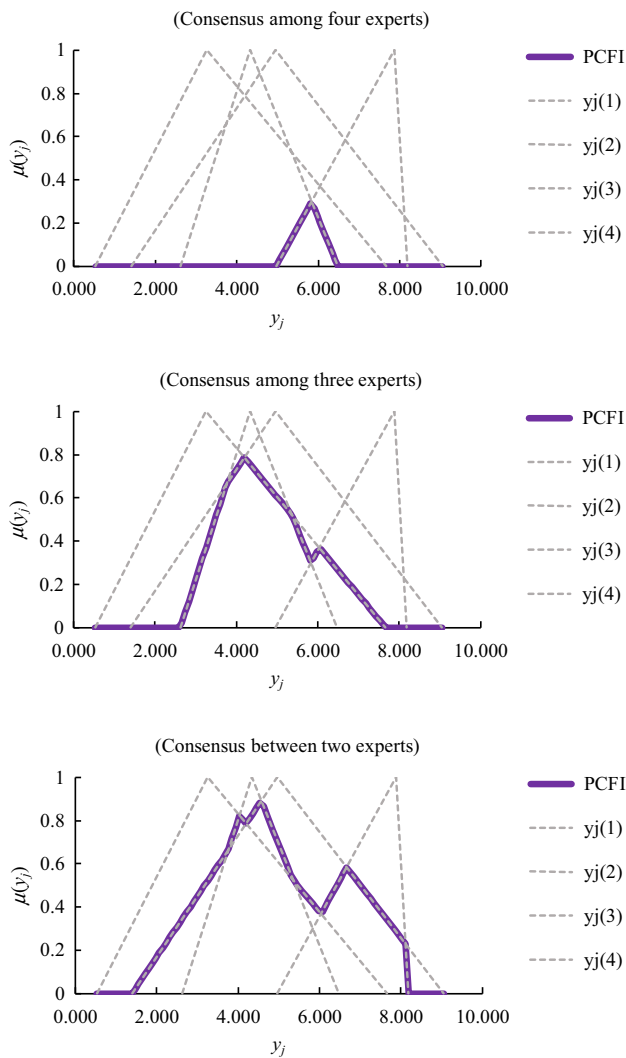 (Consensus among four experts)
1
0.8
0.6
0.4
0.2
0
μ(yj)
0.000 2.000 4.000 6.000 8.000 10.000
yj
PCFI
yj(1)
yj(2)
yj(3)
yj(4)
(Consensus among three experts)
1
0.8
0.6
0.4
0.2
0
μ(yj)
0.000 2.000 4.000 6.000 8.000 10.000
yj
PCFI
yj(1)
yj(2)
yj(3)
yj(4)
(Consensus between two experts)
1
0.8
0.6
0.4
0.2
0
μ(yj)
0.000 2.000 4.000 6.000 8.000 10.000
yj
PCFI
yj(1)
yj(2)
yj(3)
yj(4)